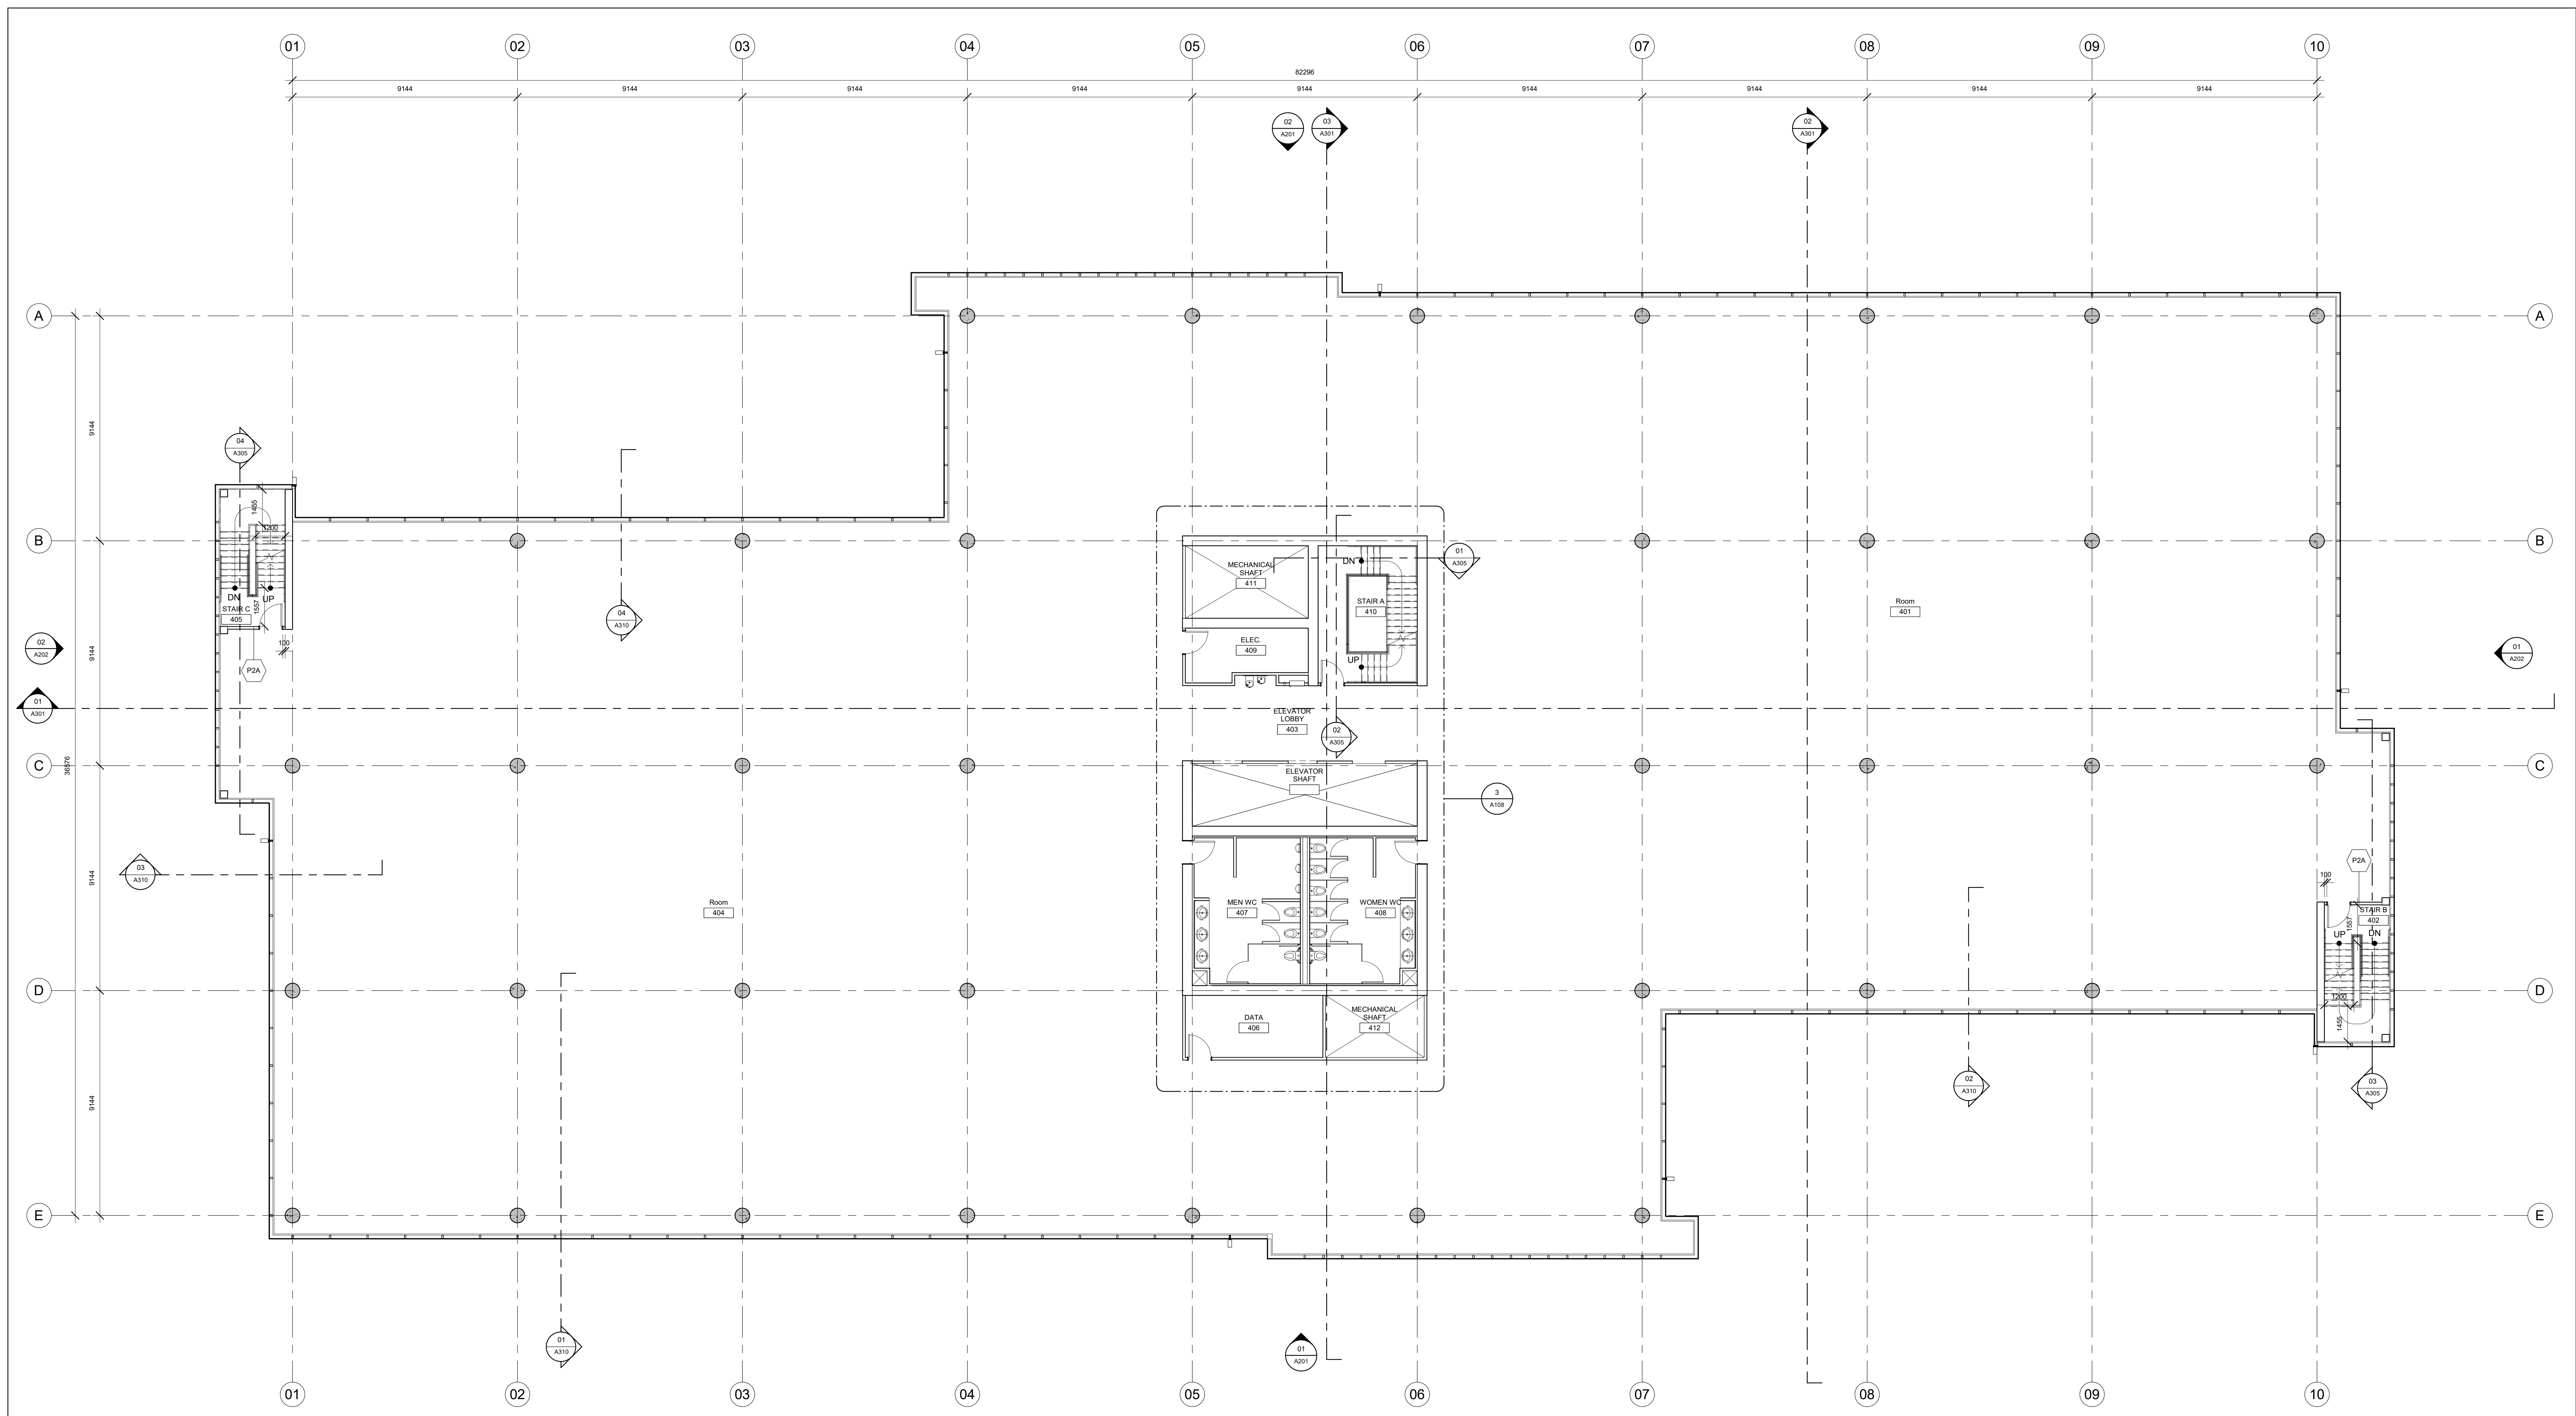 01 02 03 04 05 06 07 08 09 10
82296
9144 9144 9144 9144 9144 9144 9144 9144 9144
02
A201
03
A301
02
A301
A
A
9144
04
A305
1455
1200
B
B
DN
UP
STAIR C
405
1557
100
P2A
04
A310
MECHANICAL
SHAFT
411
DN
STAIR A
410
UP
ELEC.
409
01
A305
Room
401
02
A202
01
A202
9144
01
A301
ELEVATOR
LOBBY
403
02
A305
36576
C
C
ELEVATOR
SHAFT
3
A108
03
A310
9144
Room
404
MEN WC
407
WOMEN WC
408
P2A
100
STAIR B
402
1557
UP
DN
1200
1455
D
D
DATA
406
MECHANICAL
SHAFT
412
02
A310
03
A305
9144
E
E
01
A310
01
A201
01 02 03 04 05 06 07 08 09 10